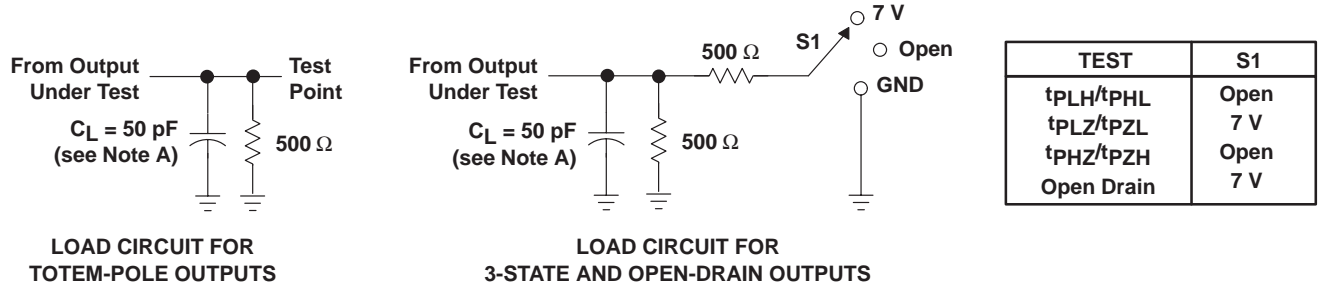 From Output
Under Test
Test
Point
CL = 50 pF
(see Note A)
500 Ω
LOAD CIRCUIT FOR
TOTEM-POLE OUTPUTS
From Output
Under Test
CL = 50 pF
(see Note A)
500 Ω
500 Ω
S1
7 V
Open
GND
LOAD CIRCUIT FOR
3-STATE AND OPEN-DRAIN OUTPUTS
TEST S1
tPLH/tPHL Open
tPLZ/tPZL 7 V
tPHZ/tPZH Open
Open Drain 7 V